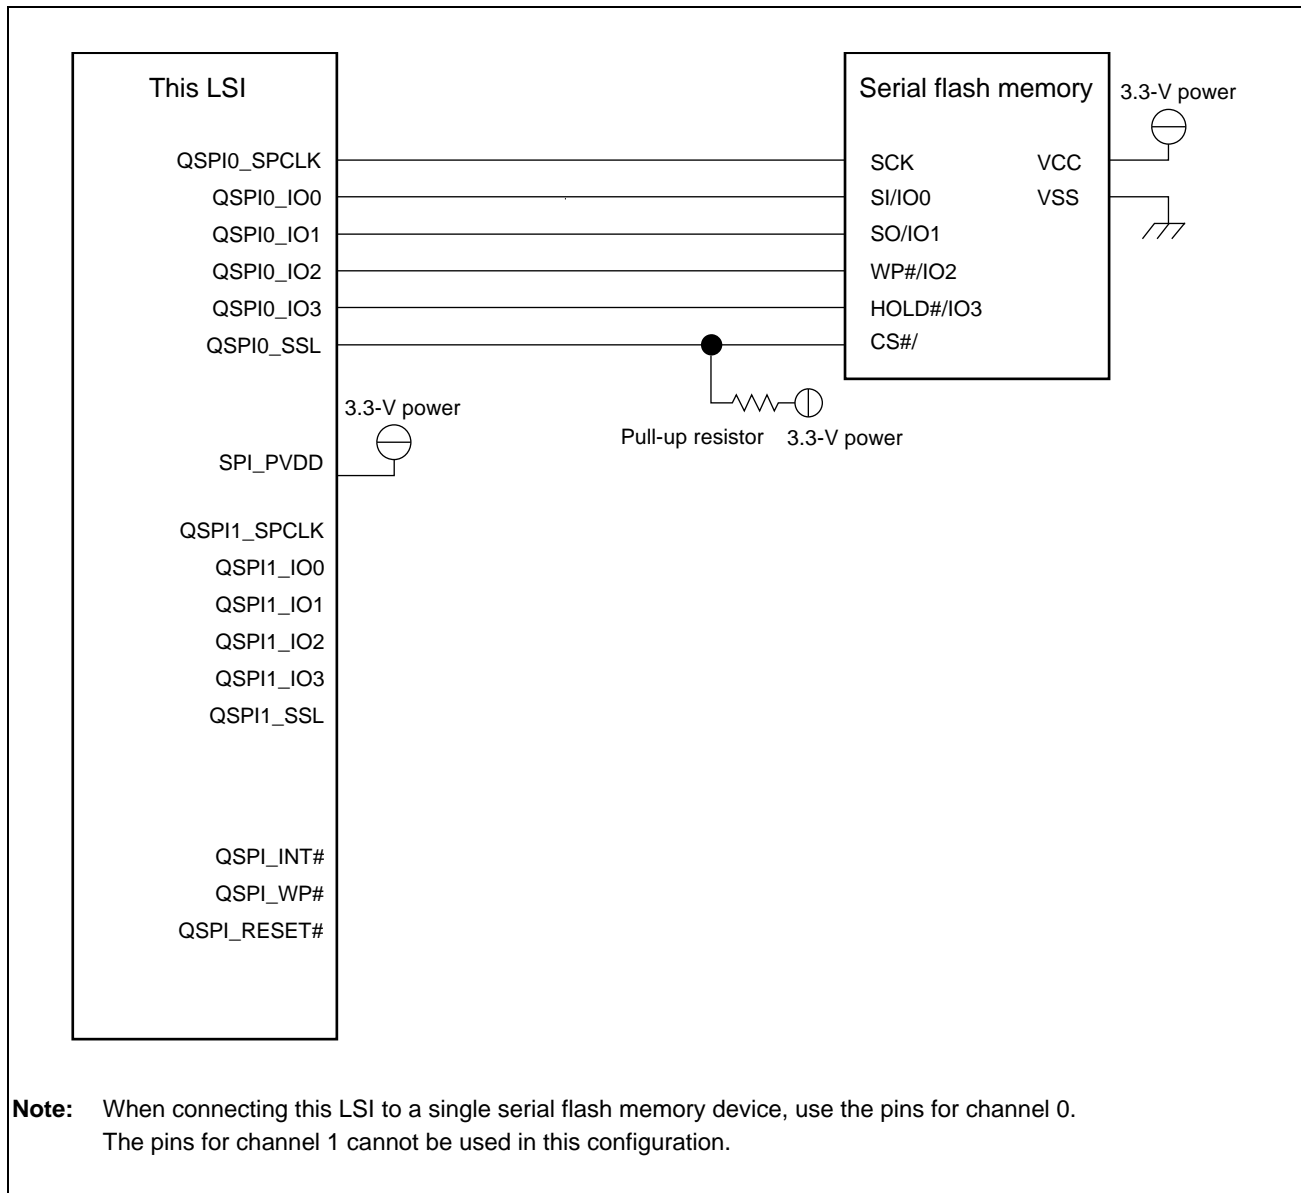 This LSI
Serial flash memory
3.3-V power
QSPI0_SPCLK
SCK
VCC
QSPI0_IO0
SI/IO0
VSS
QSPI0_IO1
SO/IO1
QSPI0_IO2
WP#/IO2
QSPI0_IO3
HOLD#/IO3
QSPI0_SSL
CS#/
3.3-V power
Pull-up resistor
3.3-V power
SPI_PVDD
QSPI1_SPCLK
QSPI1_IO0
QSPI1_IO1
QSPI1_IO2
QSPI1_IO3
QSPI1_SSL
QSPI_INT#
QSPI_WP#
QSPI_RESET#
Note: When connecting this LSI to a single serial flash memory device, use the pins for channel 0.
The pins for channel 1 cannot be used in this configuration.